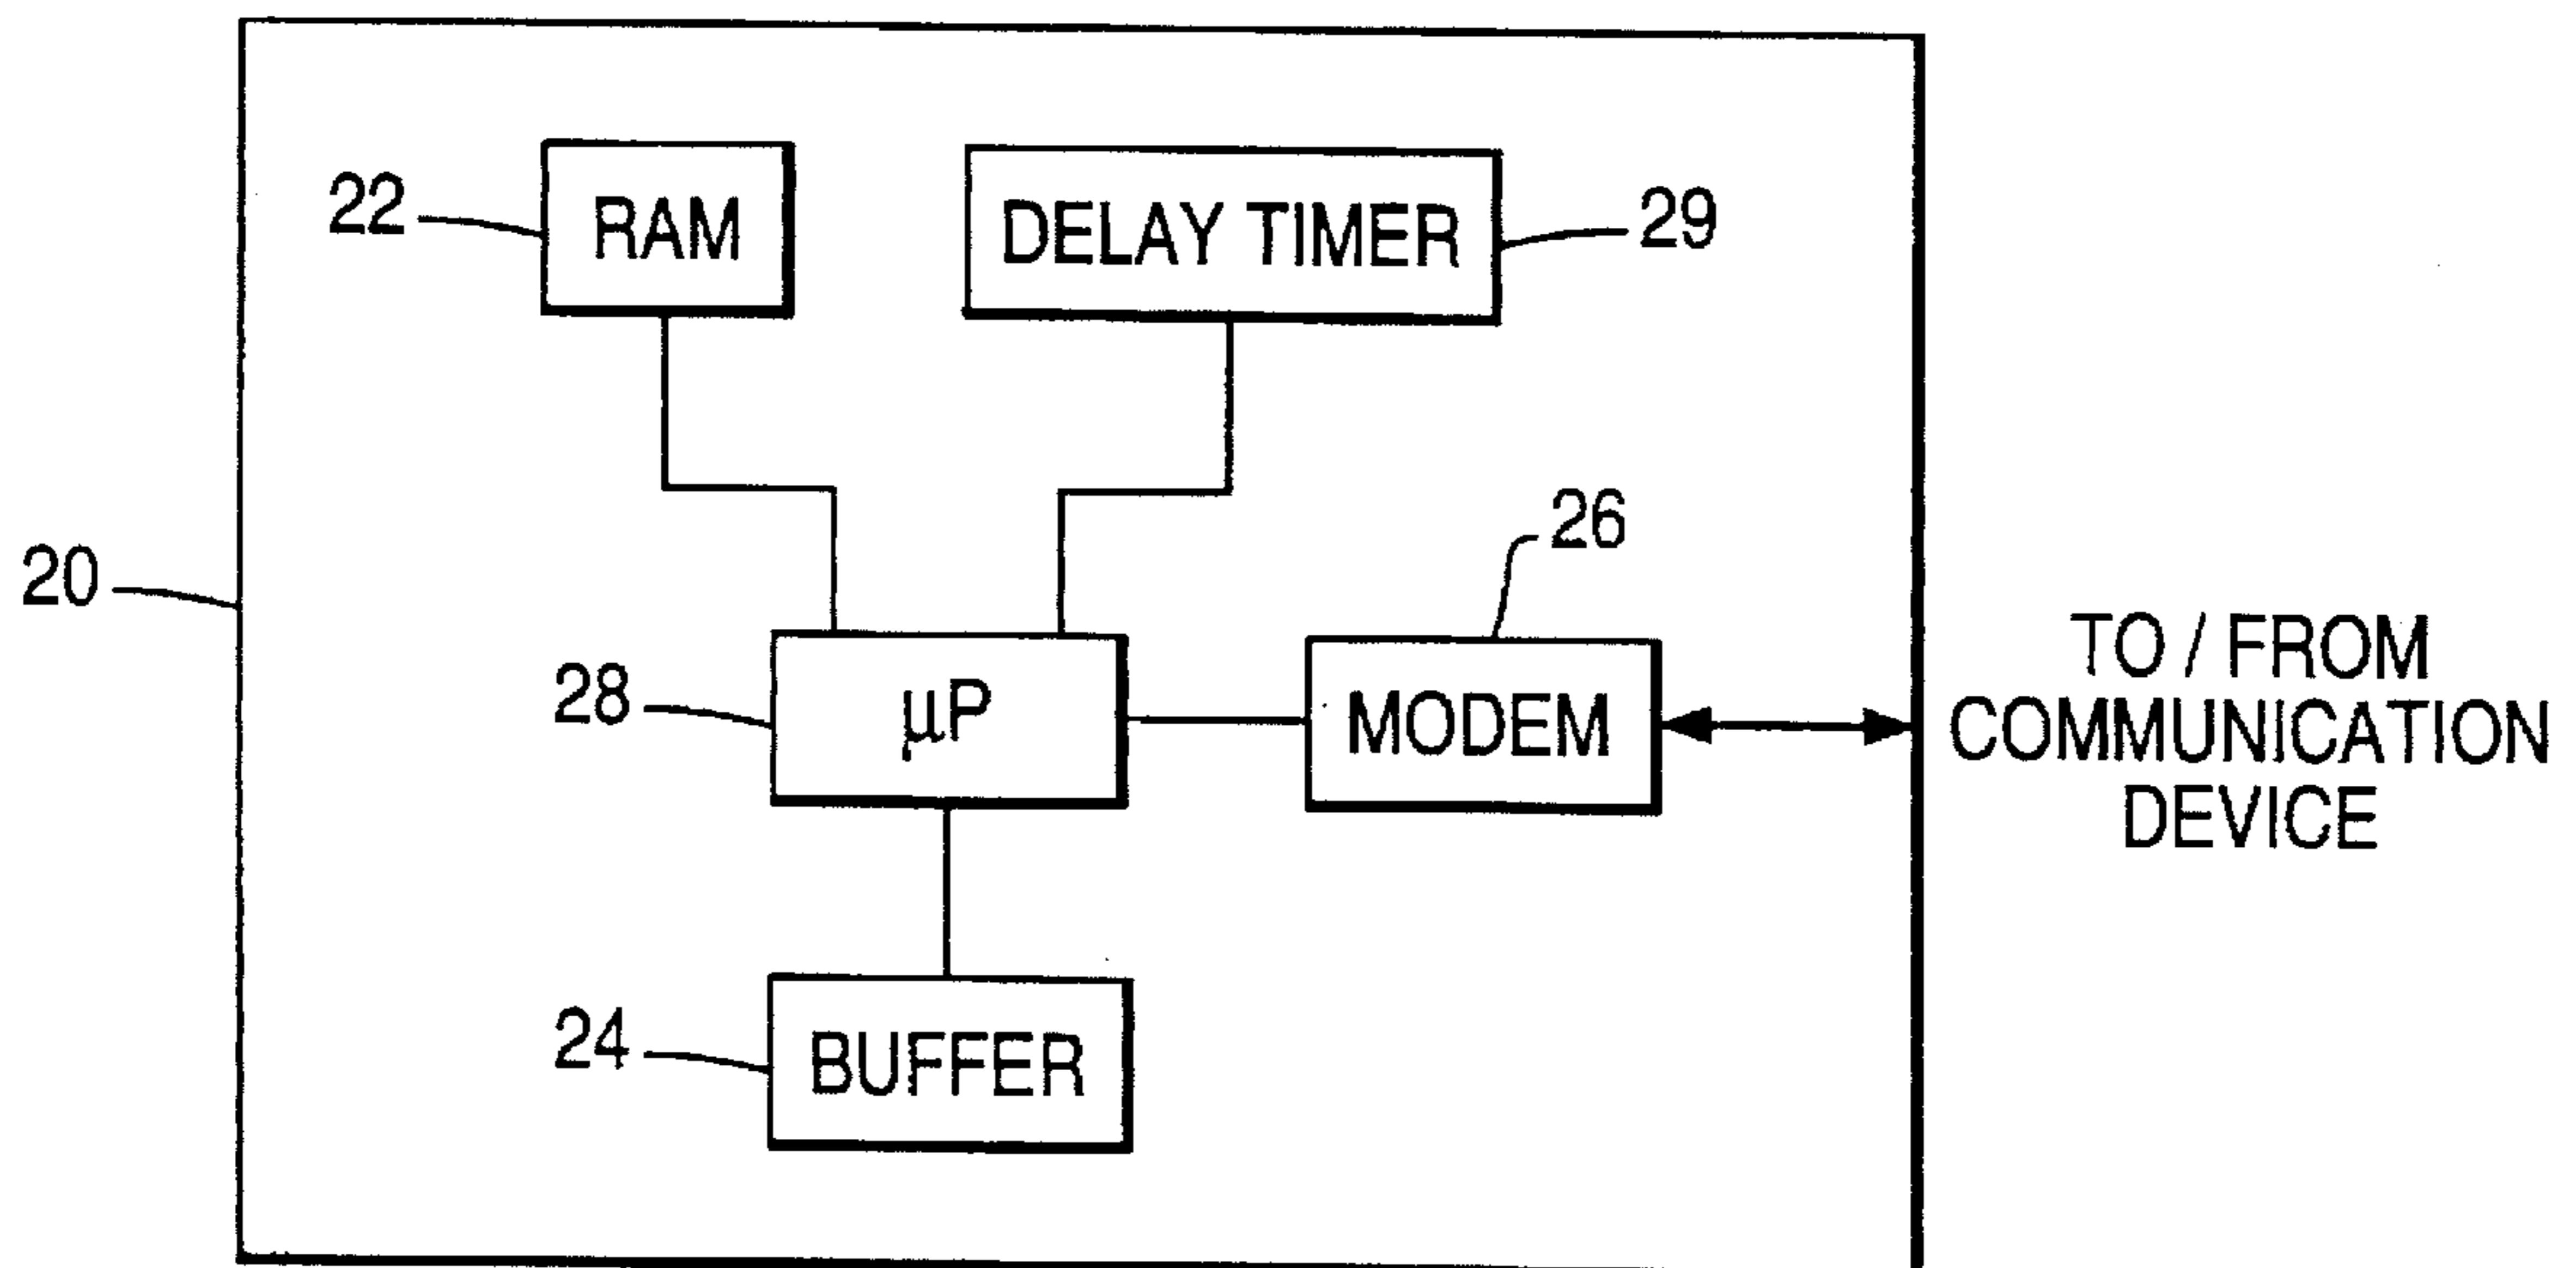 22
RAM
DELAY TIMER
29
26
20
28
µP
MODEM
TO / FROM
COMMUNICATION
DEVICE
24
BUFFER